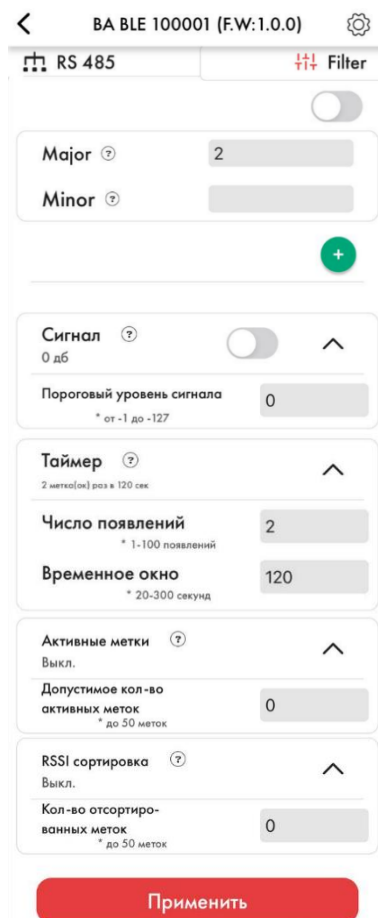 BA BLE 100001 (F.W:1.0.0)
RS 485
Filter
Major ?
2
Minor ?
+
Сигнал ?
0 дб
Пороговый уровень сигнала
0
* от -1 до -127
Таймер ?
2 метка(ок) раз в 120 сек
Число появлений
2
* 1-100 появлений
Временное окно
120
* 20-300 секунд
Активные метки ?
Выкл.
Допустимое кол-во
активных меток
0
* до 50 меток
RSSI сортировка ?
Выкл.
Кол-во отсортиро-
ванных меток
0
* до 50 меток
Применить